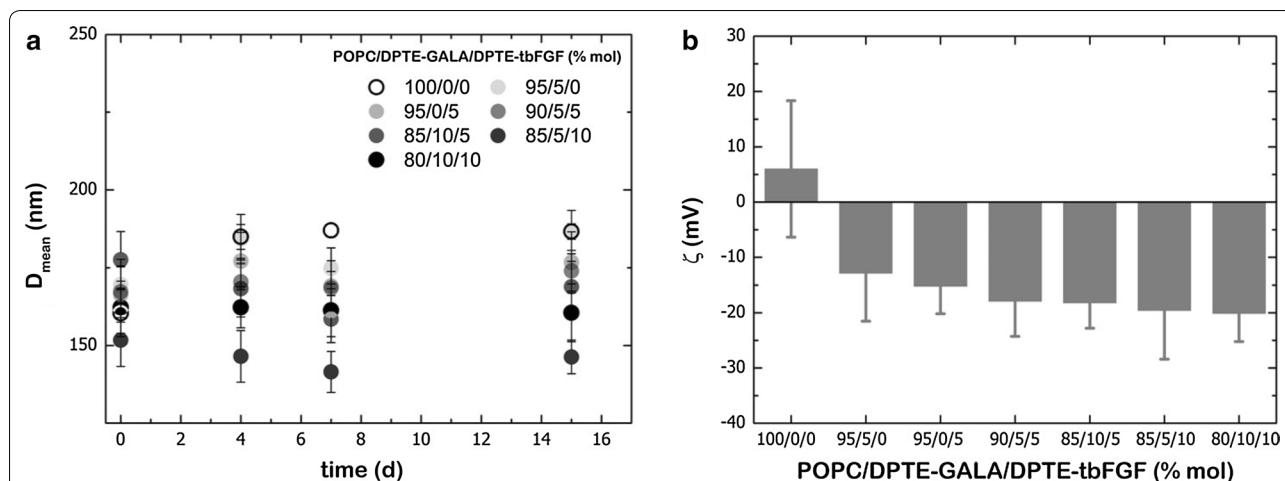 a
250
200
150
D mean (nm)
POPC/DPTE-GALA/DPTE-tbFGF (% mol)
100/0/0 95/5/0
95/0/5 90/5/5
85/10/5 85/5/10
80/10/10
0 2 4 6 8 10 12 14 16
time (d)
b
30
20
10
0
-10
-20
-30
-40
ζ (mV)
100/0/0 95/5/0 95/0/5 90/5/5 85/10/5 85/5/10 80/10/10
POPC/DPTE-GALA/DPTE-tbFGF (% mol)